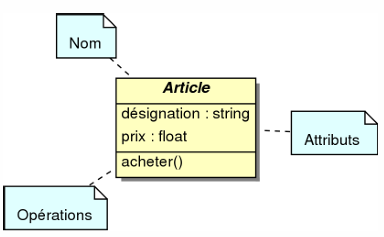 Nom
Article
désignation : string
prix : float
acheter()
Attributs
Opérations